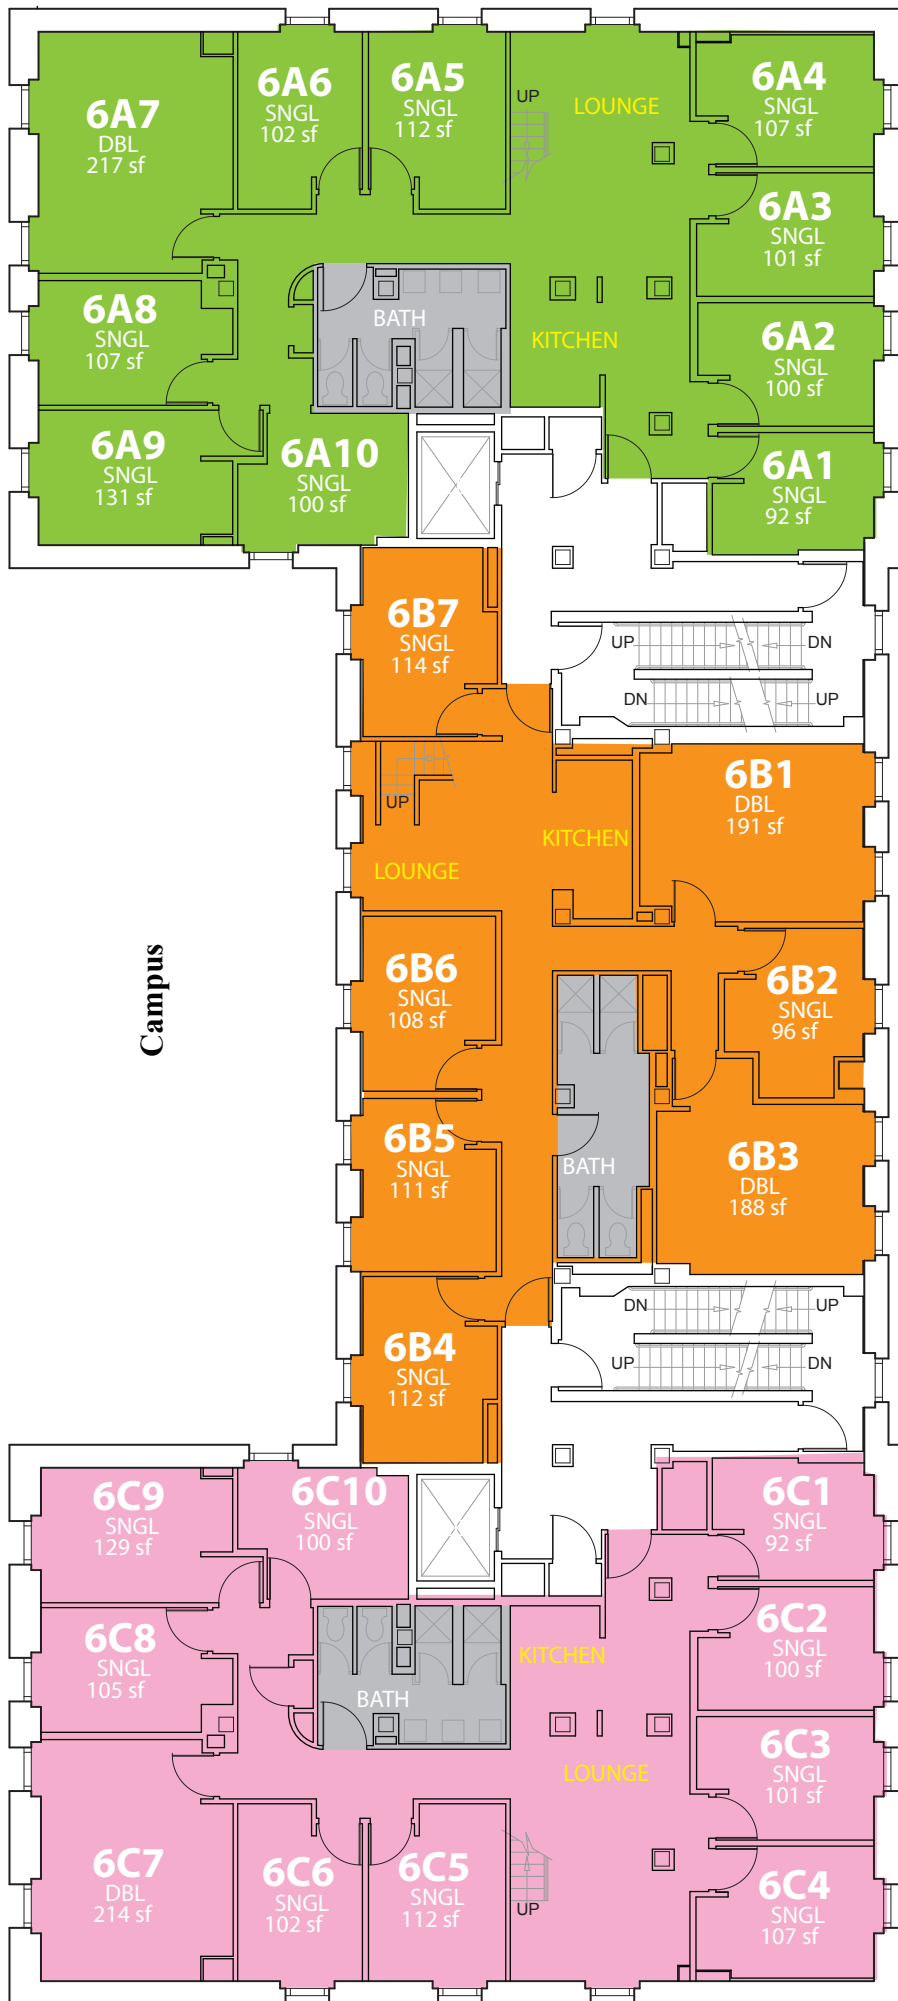 6A7
DBL
217 sf
6A6
SNGL
102 sf
6A5
SNGL
112 sf
UP
LOUNGE
6A4
SNGL
107 sf
6A3
SNGL
101 sf
6A8
SNGL
107 sf
BATH
KITCHEN
6A2
SNGL
100 sf
6A9
SNGL
131 sf
6A10
SNGL
100 sf
6A1
SNGL
92 sf
6B7
SNGL
114 sf
UP
DN
DN
UP
UP
LOUNGE
KITCHEN
6B1
DBL
191 sf
Campus
6B6
SNGL
108 sf
6B2
SNGL
96 sf
6B5
SNGL
111 sf
BATH
6B3
DBL
188 sf
6B4
SNGL
112 sf
DN
UP
UP
DN
6C9
SNGL
129 sf
6C10
SNGL
100 sf
6C1
SNGL
92 sf
6C8
SNGL
105 sf
BATH
KITCHEN
6C2
SNGL
100 sf
LOUNGE
6C3
SNGL
101 sf
6C7
DBL
214 sf
6C6
SNGL
102 sf
6C5
SNGL
112 sf
UP
6C4
SNGL
107 sf